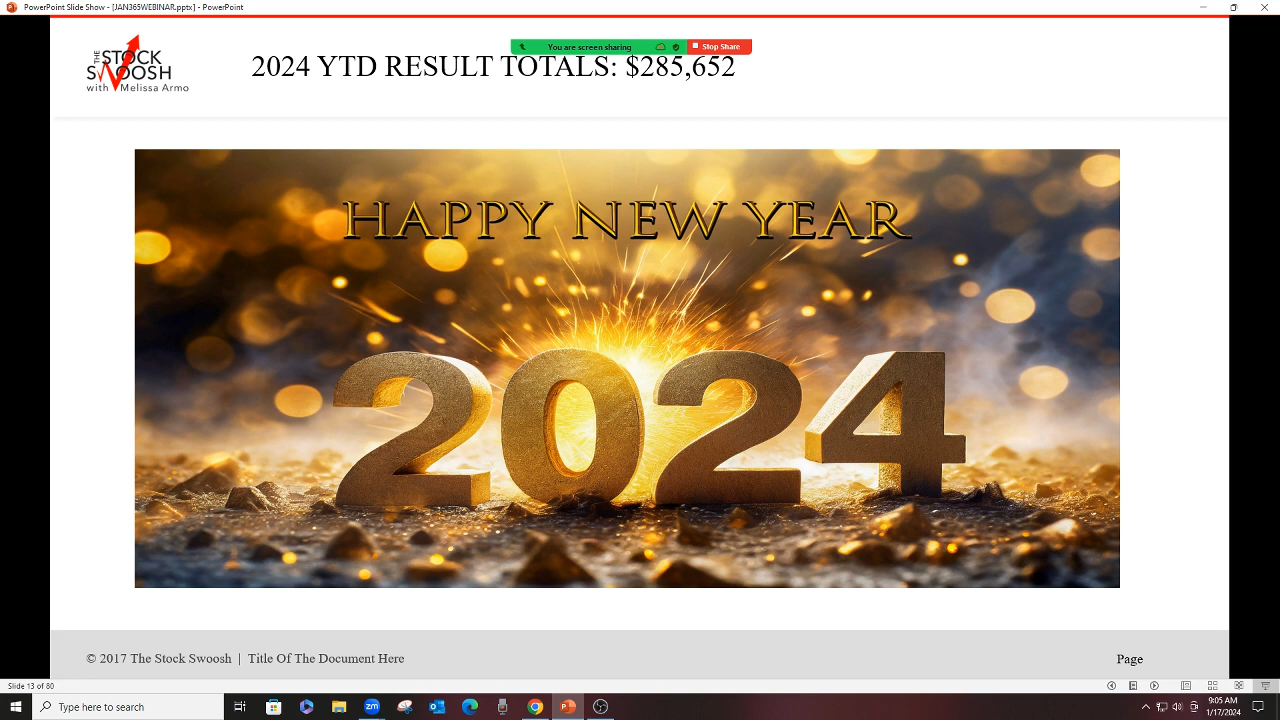 PowerPoint Slide Show - [JAN365WEBINAR.pptx] - PowerPoint
You are screen sharing
Stop Share
THE STOCK
SWOOSH
with Melissa Armo
2024 YTD RESULT TOTALS: $285,652
HAPPY NEW YEAR
2024
© 2017 The Stock Swoosh | Title Of The Document Here
Page
Slide 13 of 80
Type here to search
zm
9:05 AM
1/17/2024